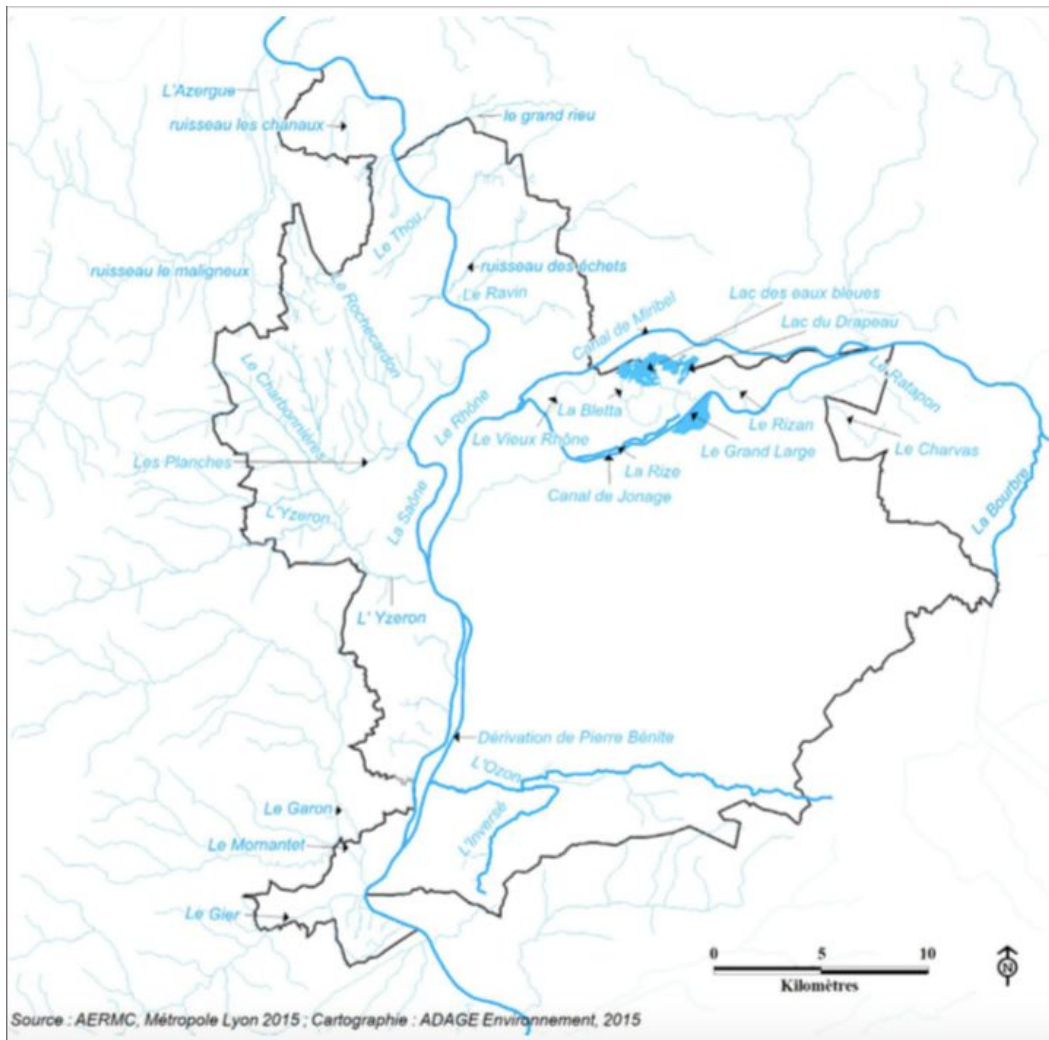 L'Azergue
ruisseau les chanaux
le grand rieu
Le Thou
ruisseau le maligneux
ruisseau des échets
Le Rochecardon
Le Ravin
Lac des eaux bleues
Canal de Miribel
Lac du Drapeau
Le Charbonnières
Le Rhône
La Bletta
Le Ratapon
Le Vieux Rhône
Le Rizan
Les Planches
Le Grand Large
Le Charvas
La Rize
Canal de Jonage
La Saône
L'Yzeron
La Bourbre
L' Yzeron
Dérivation de Pierre Bénite
L'Ozon
Le Garon
L'Inversé
Le Mornantet
Le Gier
0 5 10
Kilomètres
N
Source : AERMC, Métropole Lyon 2015 ; Cartographie : ADAGE Environnement, 2015